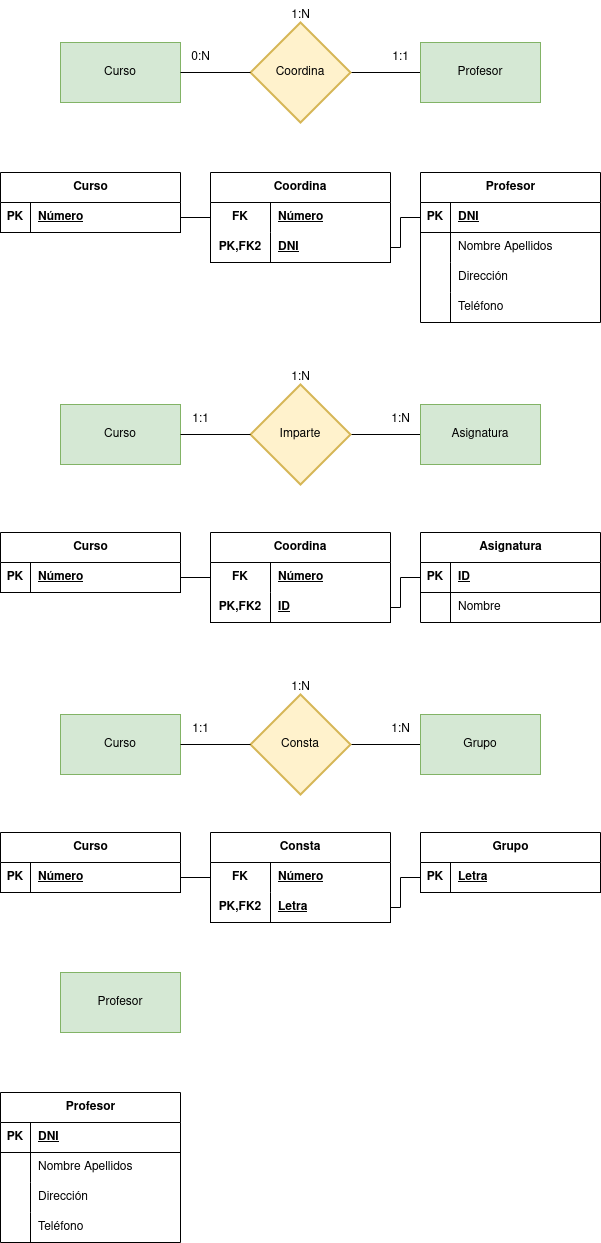 1:N
0:N
1:1
Curso
Coordina
Profesor
Curso
PK Número
Coordina
FK Número
PK,FK2 DNI
Profesor
PK DNI
Nombre Apellidos
Dirección
Teléfono
1:N
1:1
1:N
Curso
Imparte
Asignatura
Curso
PK Número
Coordina
FK Número
PK,FK2 ID
Asignatura
PK ID
Nombre
1:N
1:1
1:N
Curso
Consta
Grupo
Curso
PK Número
Consta
FK Número
PK,FK2 Letra
Grupo
PK Letra
Profesor
Profesor
PK DNI
Nombre Apellidos
Dirección
Teléfono